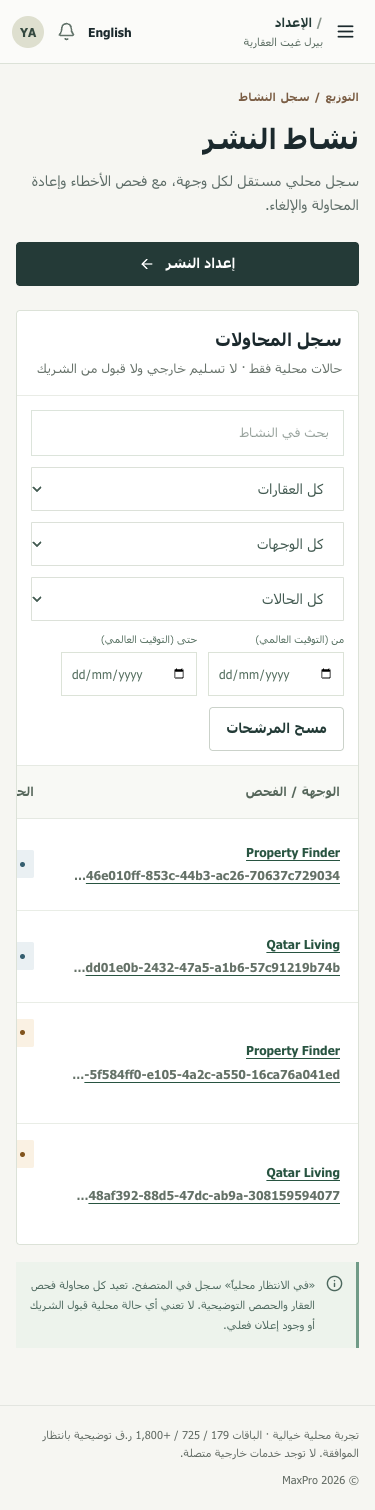 / الإعداد
بيرل غيت العقارية
English
YA
التوزيع / سجل النشاط
نشاط النشر
سجل محلي مستقل لكل وجهة، مع فحص الأخطاء وإعادة
المحاولة والإلغاء.
إعداد النشر ←
سجل المحاولات
حالات محلية فقط · لا تسليم خارجي ولا قبول من الشريك
بحث في النشاط
كل العقارات
كل الوجهات
كل الحالات
من (التوقيت العالمي)
حتى (التوقيت العالمي)
dd/mm/yyyy
dd/mm/yyyy
مسح المرشحات
الوجهة / الفحص
Property Finder
46e010ff-853c-44b3-ac26-70637c729034...
Qatar Living
dd01e0b-2432-47a5-a1b6-57c91219b74b...
Property Finder
5f584ff0-e105-4a2c-a550-16ca76a041ed-...
Qatar Living
48af392-88d5-47dc-ab9a-308159594077...
«في الانتظار محلياً» سجل في المتصفح. تعيد كل محاولة فحص
العقار والحصص التوضيحية. لا تعني أي حالة محلية قبول الشريك
أو وجود إعلان فعلي.
تجربة محلية خيالية · الباقات 179 / 725 / +1,800 ر.ق توضيحية بانتظار
الموافقة. لا توجد خدمات خارجية متصلة.
© 2026 MaxPro